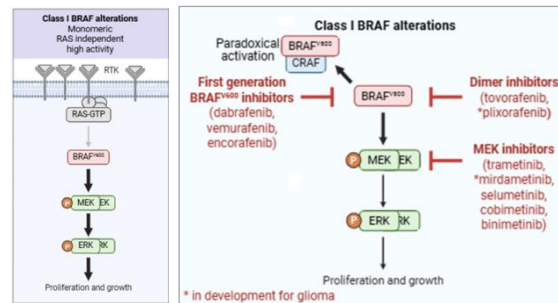 Class I BRAF alterations
Monomeric
RAS independent
high activity
RTK
RAS-GTP
BRAFⱽ⁶⁰⁰
P MEK EK
P ERK RK
Proliferation and growth
Class I BRAF alterations
Paradoxical
activation
BRAFⱽ⁶⁰⁰
CRAF
First generation
BRAFⱽ⁶⁰⁰ inhibitors
(dabrafenib,
vemurafenib,
encorafenib)
BRAFⱽ⁶⁰⁰
Dimer inhibitors
(tovorafenib,
*plixorafenib)
P MEK EK
MEK inhibitors
(trametinib,
*mirdametinib,
selumetinib,
cobimetinib,
binimetinib)
P ERK RK
Proliferation and growth
* in development for glioma